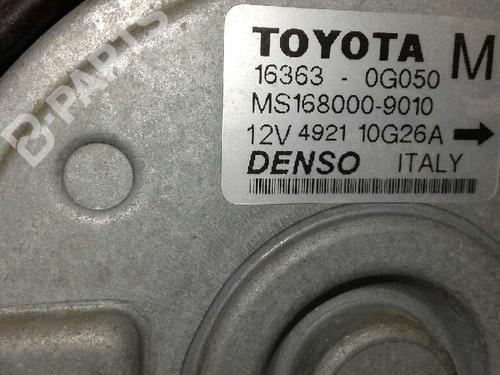 TOYOTA M
16363 - 0G050
MS168000-9010
12V 4921 10G26A
DENSO ITALY
B-PARTS